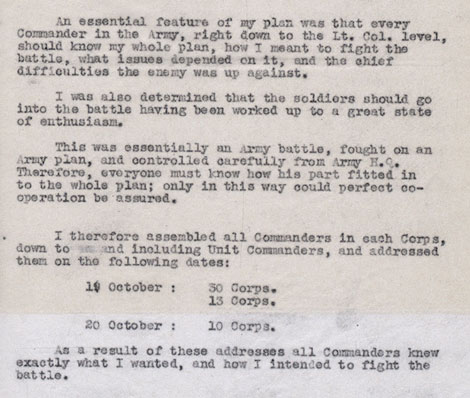 An essential feature of my plan was that every
Commander in the Army, right down to the Lt. Col. level,
should know my whole plan, how I meant to fight the
battle, what issues depended on it, and the chief
difficulties the enemy was up against.
I was also determined that the soldiers should go
into the battle having been worked up to a great state
of enthusiasm.
This was essentially an Army battle, fought on an
Army plan, and controlled carefully from Army H.Q.
Therefore, everyone must know how his part fitted in
to the whole plan; only in this way could perfect co-
operation be assured.
I therefore assembled all Commanders in each Corps,
down to and including Unit Commanders, and addressed
them on the following dates:
19 October : 30 Corps.
13 Corps.
20 October : 10 Corps.
As a result of these addresses all Commanders knew
exactly what I wanted, and how I intended to fight the
battle.